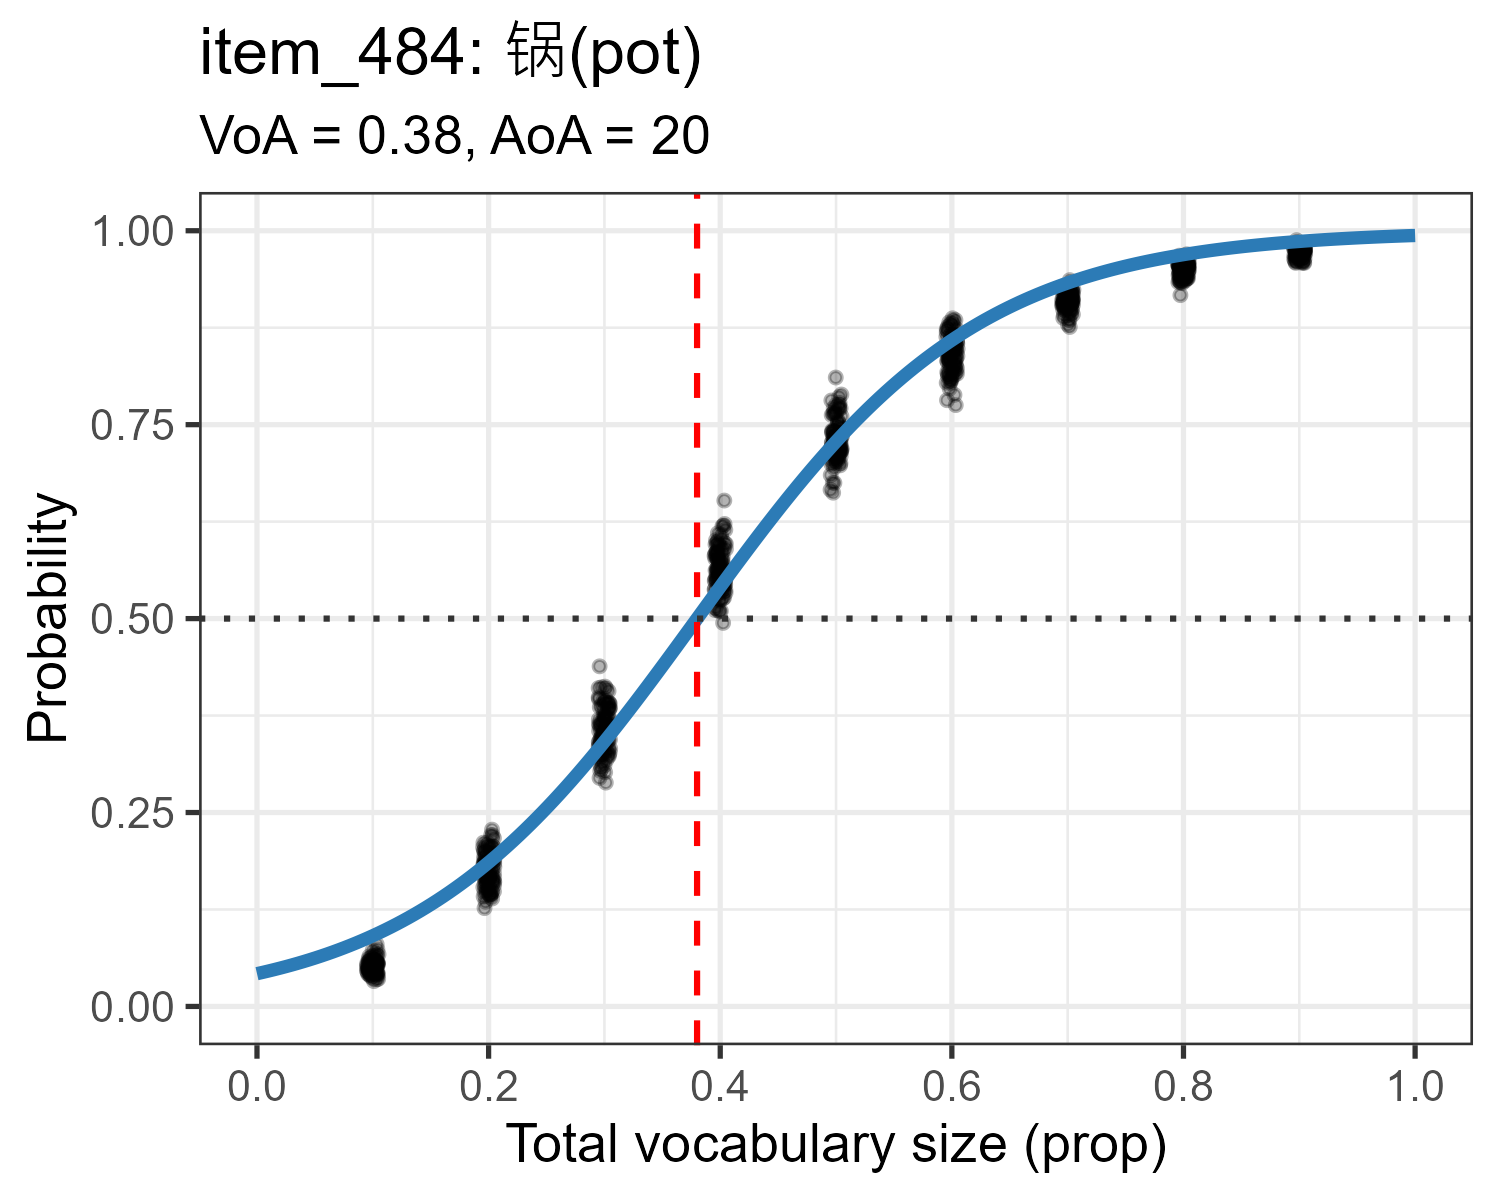 item_484: 锅(pot)
VoA = 0.38, AoA = 20
Probability
1.00
0.75
0.50
0.25
0.00
0.0 0.2 0.4 0.6 0.8 1.0
Total vocabulary size (prop)